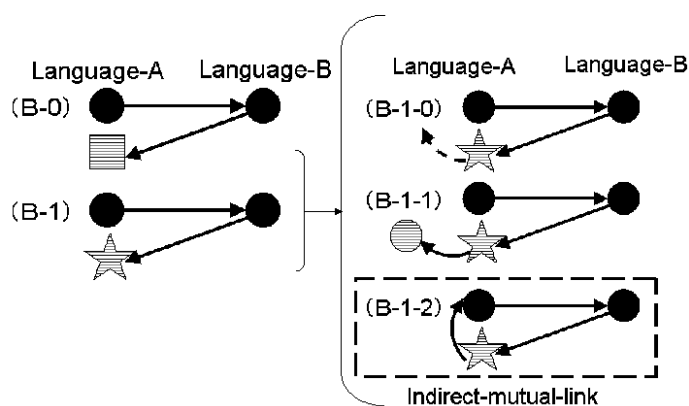 Language-A Language-B
(B-0)
(B-1)
Language-A Language-B
(B-1-0)
(B-1-1)
(B-1-2)
Indirect-mutual-link